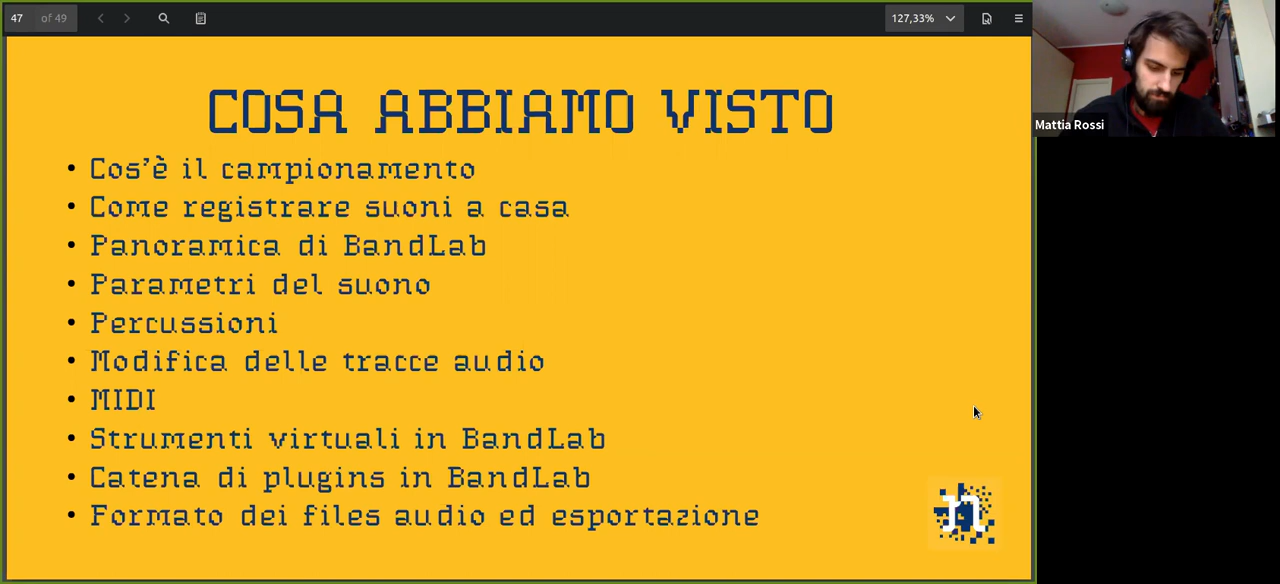 47 of 49
127,33%
COSA ABBIAMO VISTO
• Cos’è il campionamento
• Come registrare suoni a casa
• Panoramica di BandLab
• Parametri del suono
• Percussioni
• Modifica delle tracce audio
• MIDI
• Strumenti virtuali in BandLab
• Catena di plugins in BandLab
• Formato dei files audio ed esportazione
n
Mattia Rossi